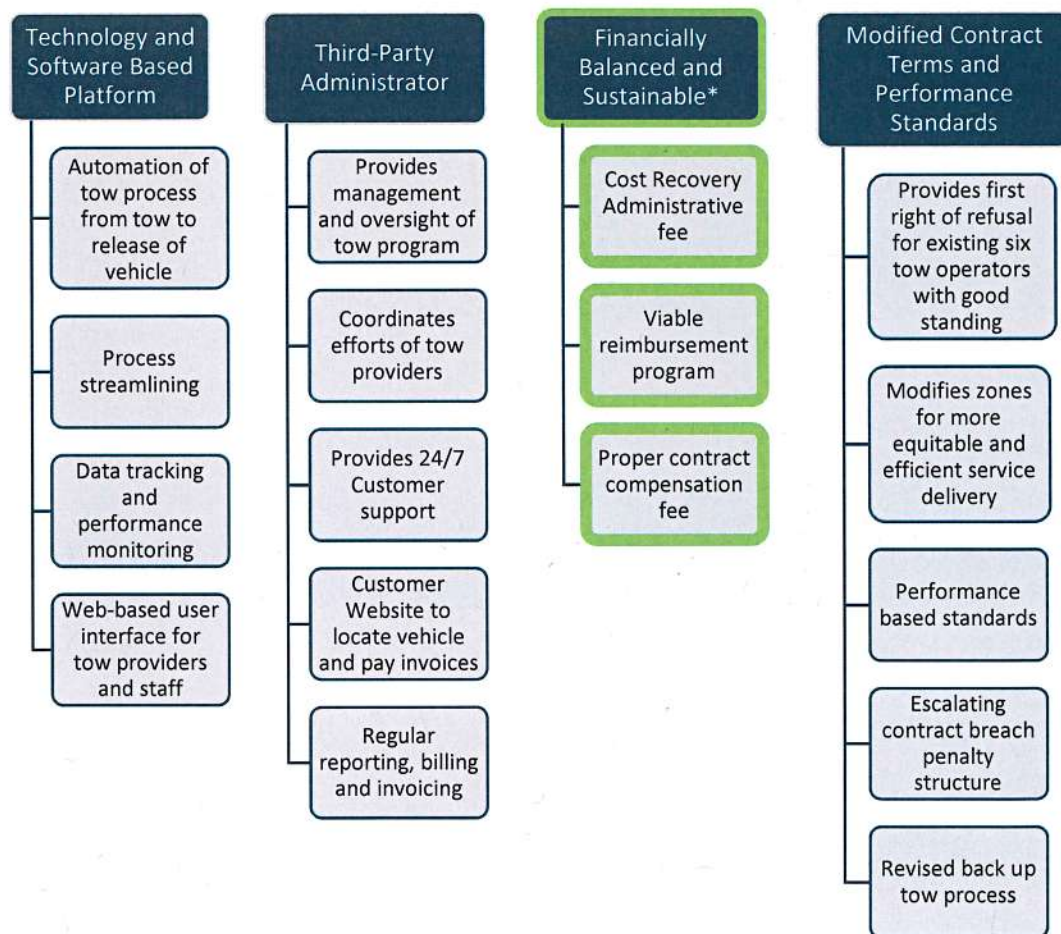 Technology and
Software Based
Platform
Automation of
tow process
from tow to
release of
vehicle
Process
streamlining
Data tracking
and
performance
monitoring
Web-based user
interface for
tow providers
and staff
Third-Party
Administrator
Provides
management
and oversight of
tow program
Coordinates
efforts of tow
providers
Provides 24/7
Customer
support
Customer
Website to
locate vehicle
and pay invoices
Regular
reporting, billing
and invoicing
Financially
Balanced and
Sustainable*
Cost Recovery
Administrative
fee
Viable
reimbursement
program
Proper contract
compensation
fee
Modified Contract
Terms and
Performance
Standards
Provides first
right of refusal
for existing six
tow operators
with good
standing
Modifies zones
for more
equitable and
efficient service
delivery
Performance
based standards
Escalating
contract breach
penalty
structure
Revised back up
tow process